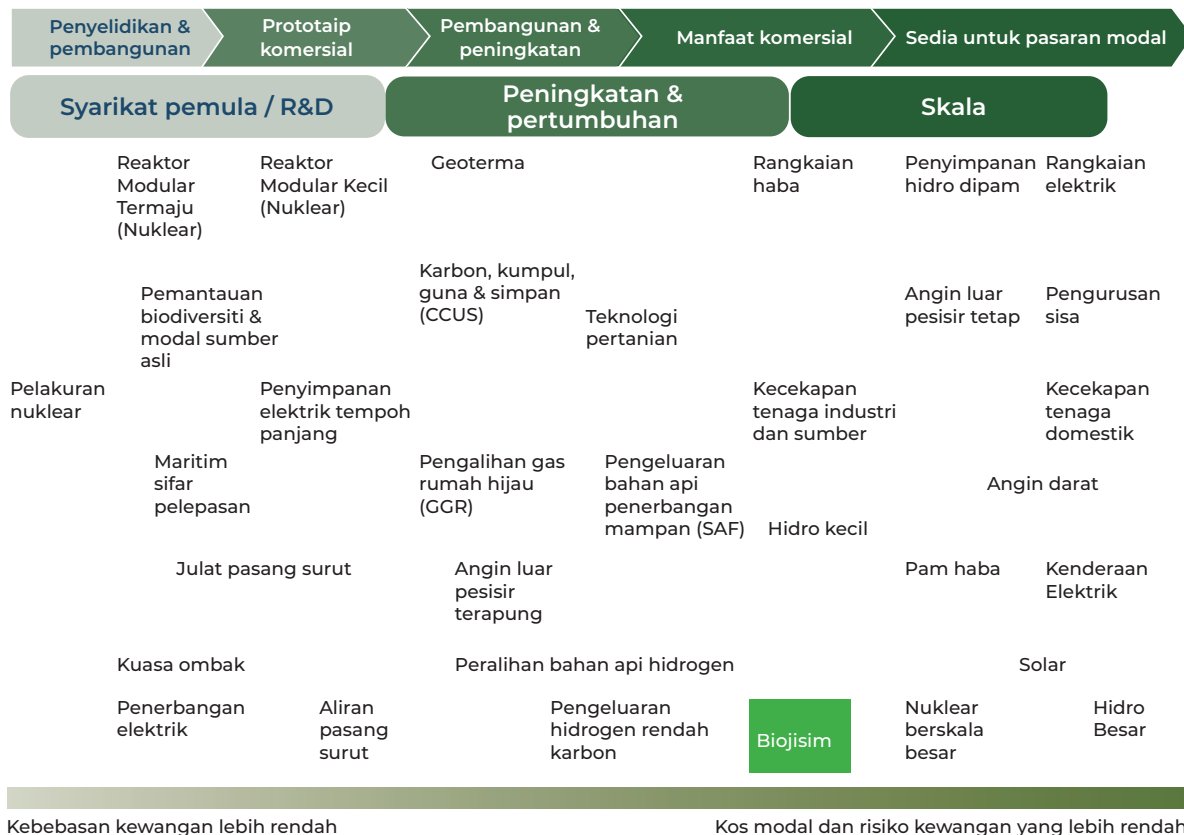 Penyelidikan &
pembangunan
Prototaip
komersial
Pembangunan &
peningkatan
Manfaat komersial
Sedia untuk pasaran modal
Syarikat pemula / R&D
Peningkatan &
pertumbuhan
Skala
Reaktor
Modular
Termaju
(Nuklear)
Reaktor
Modular Kecil
(Nuklear)
Geoterma
Rangkaian
haba
Penyimpanan
hidro dipam
Rangkaian
elektrik
Pemantauan
biodiversiti &
modal sumber
asli
Karbon, kumpul,
guna & simpan
(CCUS)
Teknologi
pertanian
Angin luar
pesisir tetap
Pengurusan
sisa
Pelakuran
nuklear
Penyimpanan
elektrik tempoh
panjang
Kecekapan
tenaga industri
dan sumber
Kecekapan
tenaga
domestik
Maritim
sifar
pelepasan
Pengalihan gas
rumah hijau
(GGR)
Pengeluaran
bahan api
penerbangan
mampan (SAF)
Hidro kecil
Angin darat
Julat pasang surut
Angin luar
pesisir
terapung
Pam haba
Kenderaan
Elektrik
Kuasa ombak
Peralihan bahan api hidrogen
Solar
Penerbangan
elektrik
Aliran
pasang
surut
Pengeluaran
hidrogen rendah
karbon
Biojisim
Nuklear
berskala
besar
Hidro
Besar
Kebebasan kewangan lebih rendah
Kos modal dan risiko kewangan yang lebih rendah